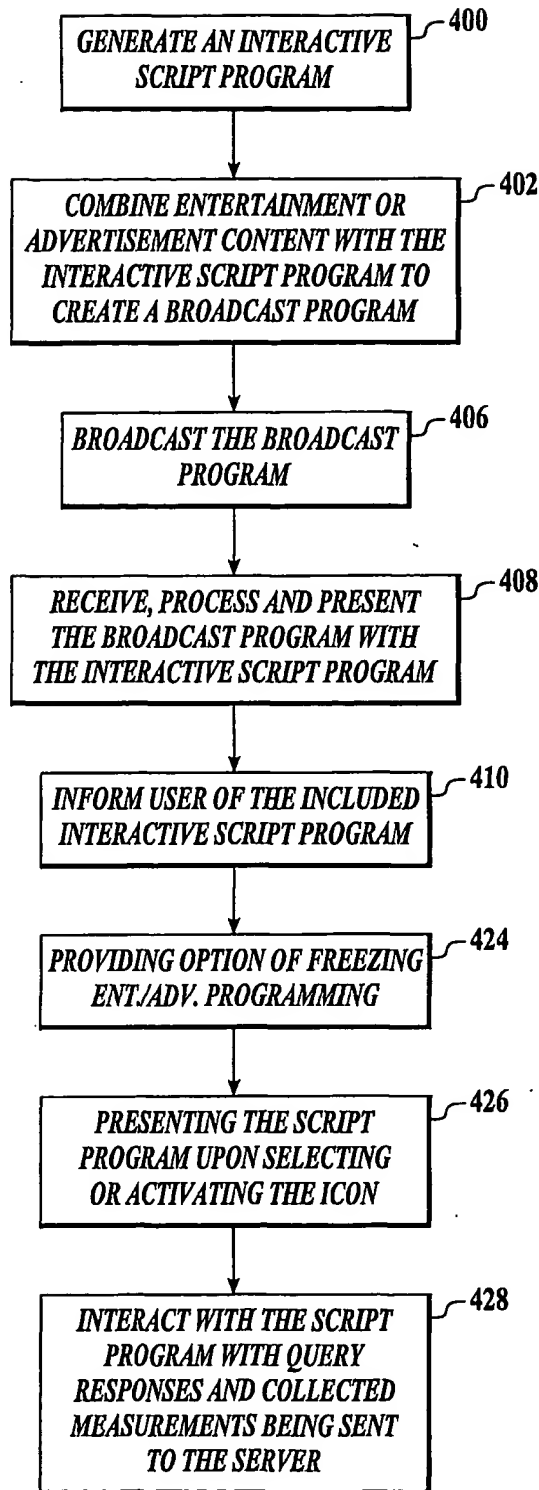 GENERATE AN INTERACTIVE
SCRIPT PROGRAM
400
COMBINE ENTERTAINMENT OR
ADVERTISEMENT CONTENT WITH THE
INTERACTIVE SCRIPT PROGRAM TO
CREATE A BROADCAST PROGRAM
402
BROADCAST THE BROADCAST
PROGRAM
406
RECEIVE, PROCESS AND PRESENT
THE BROADCAST PROGRAM WITH
THE INTERACTIVE SCRIPT PROGRAM
408
INFORM USER OF THE INCLUDED
INTERACTIVE SCRIPT PROGRAM
410
PROVIDING OPTION OF FREEZING
ENT./ADV. PROGRAMMING
424
PRESENTING THE SCRIPT
PROGRAM UPON SELECTING
OR ACTIVATING THE ICON
426
INTERACT WITH THE SCRIPT
PROGRAM WITH QUERY
RESPONSES AND COLLECTED
MEASUREMENTS BEING SENT
TO THE SERVER
428